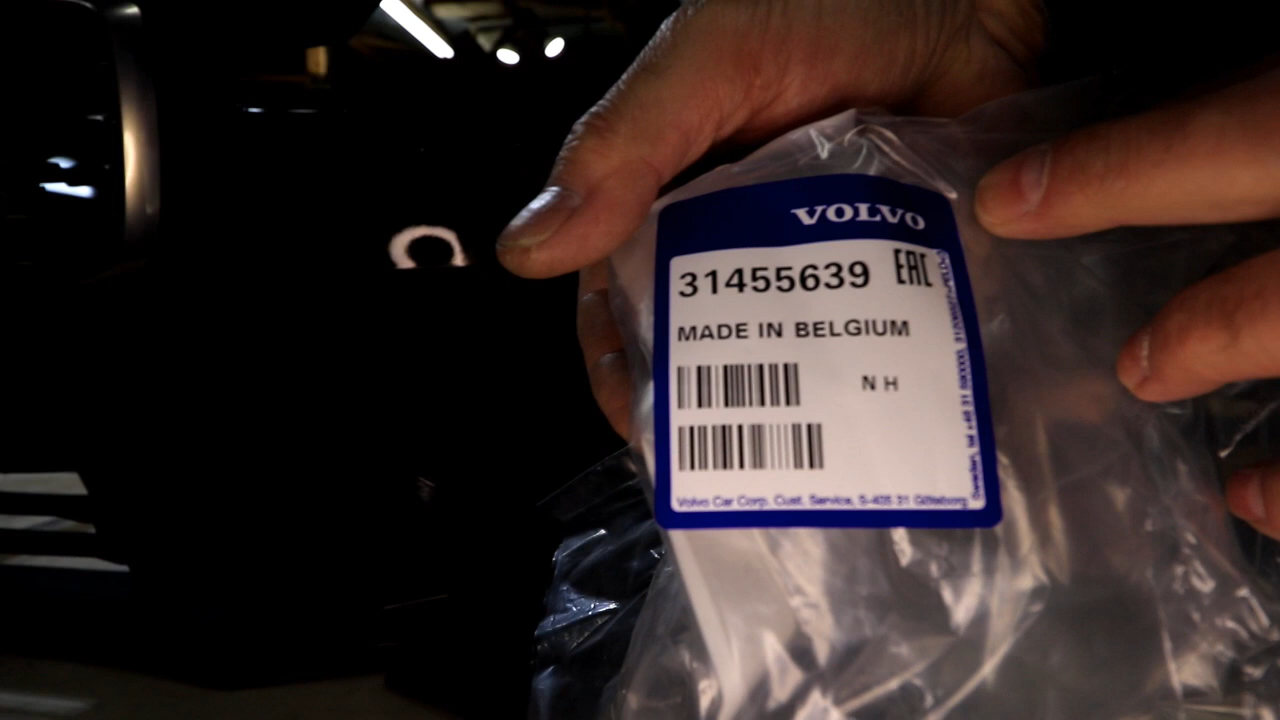 VOLVO
31455639 EAC
MADE IN BELGIUM
N H
Volvo Car Corp. Cust. Service, S-405 31 Göteborg